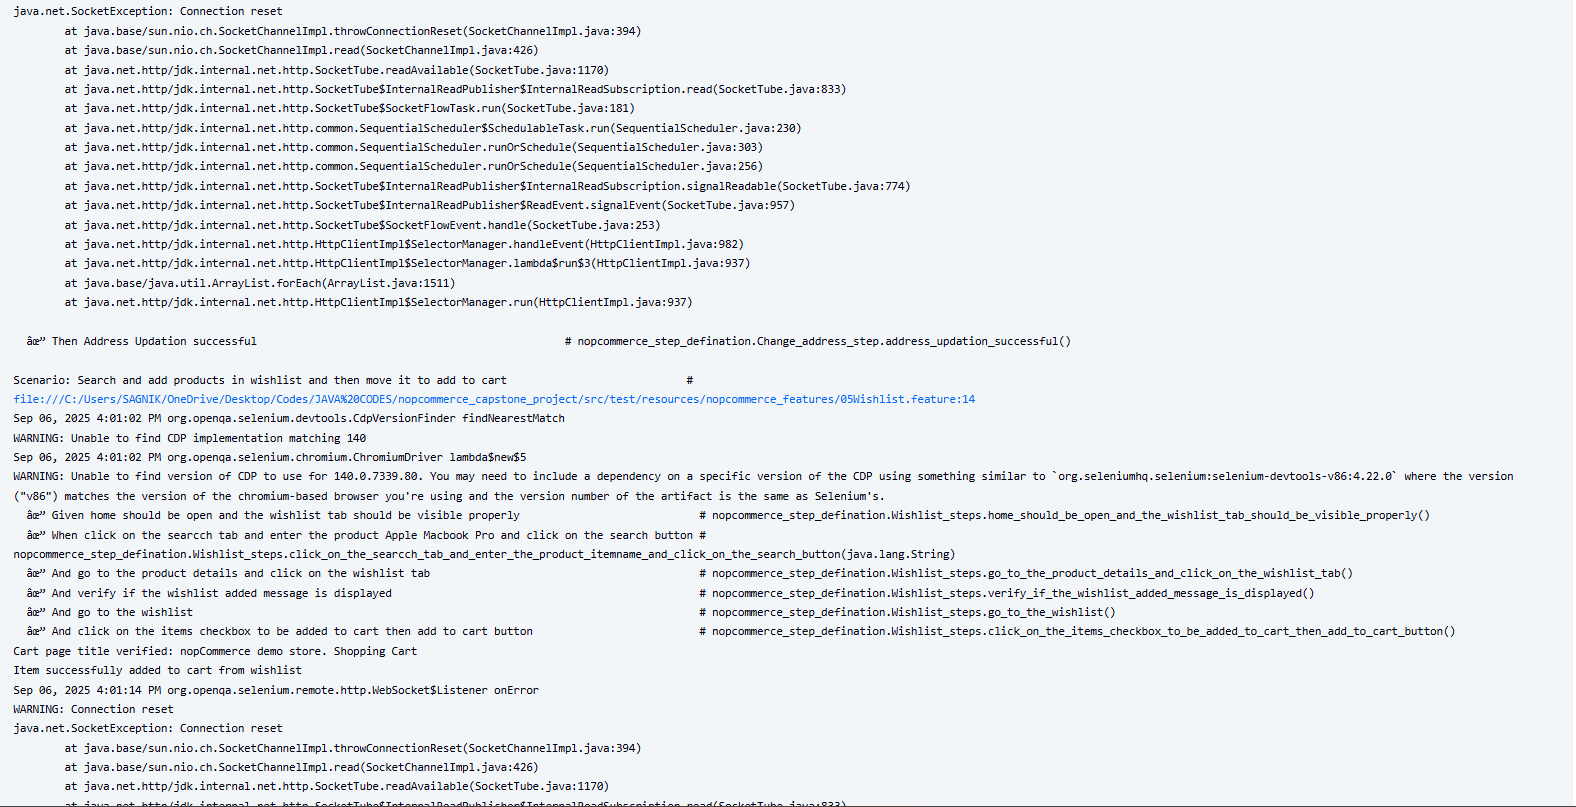 java.net.SocketException: Connection reset
at java.base/sun.nio.ch.SocketChannelImpl.throwConnectionReset(SocketChannelImpl.java:394)
at java.base/sun.nio.ch.SocketChannelImpl.read(SocketChannelImpl.java:426)
at java.net.http/jdk.internal.net.http.SocketTube.readAvailable(SocketTube.java:1170)
at java.net.http/jdk.internal.net.http.SocketTube$InternalReadPublisher$InternalReadSubscription.read(SocketTube.java:833)
at java.net.http/jdk.internal.net.http.SocketTube$SocketFlowTask.run(SocketTube.java:181)
at java.net.http/jdk.internal.net.http.common.SequentialScheduler$SchedulableTask.run(SequentialScheduler.java:230)
at java.net.http/jdk.internal.net.http.common.SequentialScheduler.runOrSchedule(SequentialScheduler.java:303)
at java.net.http/jdk.internal.net.http.common.SequentialScheduler.runOrSchedule(SequentialScheduler.java:256)
at java.net.http/jdk.internal.net.http.SocketTube$InternalReadPublisher$InternalReadSubscription.signalReadable(SocketTube.java:774)
at java.net.http/jdk.internal.net.http.SocketTube$InternalReadPublisher$ReadEvent.signalEvent(SocketTube.java:957)
at java.net.http/jdk.internal.net.http.SocketTube$SocketFlowEvent.handle(SocketTube.java:253)
at java.net.http/jdk.internal.net.http.HttpClientImpl$SelectorManager.handleEvent(HttpClientImpl.java:982)
at java.net.http/jdk.internal.net.http.HttpClientImpl$SelectorManager.lambda$run$3(HttpClientImpl.java:937)
at java.base/java.util.ArrayList.forEach(ArrayList.java:1511)
at java.net.http/jdk.internal.net.http.HttpClientImpl$SelectorManager.run(HttpClientImpl.java:937)
âœ” Then Address Updation successful # nopcommerce_step_defination.Change_address_step.address_updation_successful()
Scenario: Search and add products in wishlist and then move it to add to cart #
file:///C:/Users/SAGNIK/OneDrive/Desktop/Codes/JAVA%20CODES/nopcommerce_capstone_project/src/test/resources/nopcommerce_features/05Wishlist.feature:14
Sep 06, 2025 4:01:02 PM org.openqa.selenium.devtools.CdpVersionFinder findNearestMatch
WARNING: Unable to find CDP implementation matching 140
Sep 06, 2025 4:01:02 PM org.openqa.selenium.chromium.ChromiumDriver lambda$new$5
WARNING: Unable to find version of CDP to use for 140.0.7339.80. You may need to include a dependency on a specific version of the CDP using something similar to `org.seleniumhq.selenium:selenium-devtools-v86:4.22.0` where the version
("v86") matches the version of the chromium-based browser you're using and the version number of the artifact is the same as Selenium's.
âœ” Given home should be open and the wishlist tab should be visible properly # nopcommerce_step_defination.Wishlist_steps.home_should_be_open_and_the_wishlist_tab_should_be_visible_properly()
âœ” When click on the searcch tab and enter the product Apple Macbook Pro and click on the search button #
nopcommerce_step_defination.Wishlist_steps.click_on_the_searcch_tab_and_enter_the_product_itemname_and_click_on_the_search_button(java.lang.String)
âœ” And go to the product details and click on the wishlist tab # nopcommerce_step_defination.Wishlist_steps.go_to_the_product_details_and_click_on_the_wishlist_tab()
âœ” And verify if the wishlist added message is displayed # nopcommerce_step_defination.Wishlist_steps.verify_if_the_wishlist_added_message_is_displayed()
âœ” And go to the wishlist # nopcommerce_step_defination.Wishlist_steps.go_to_the_wishlist()
âœ” And click on the items checkbox to be added to cart then add to cart button # nopcommerce_step_defination.Wishlist_steps.click_on_the_items_checkbox_to_be_added_to_cart_then_add_to_cart_button()
Cart page title verified: nopCommerce demo store. Shopping Cart
Item successfully added to cart from wishlist
Sep 06, 2025 4:01:14 PM org.openqa.selenium.remote.http.WebSocket$Listener onError
WARNING: Connection reset
java.net.SocketException: Connection reset
at java.base/sun.nio.ch.SocketChannelImpl.throwConnectionReset(SocketChannelImpl.java:394)
at java.base/sun.nio.ch.SocketChannelImpl.read(SocketChannelImpl.java:426)
at java.net.http/jdk.internal.net.http.SocketTube.readAvailable(SocketTube.java:1170)
at java.net.http/jdk.internal.net.http.SocketTube$InternalReadPublisher$InternalReadSubscription.read(SocketTube.java:833)